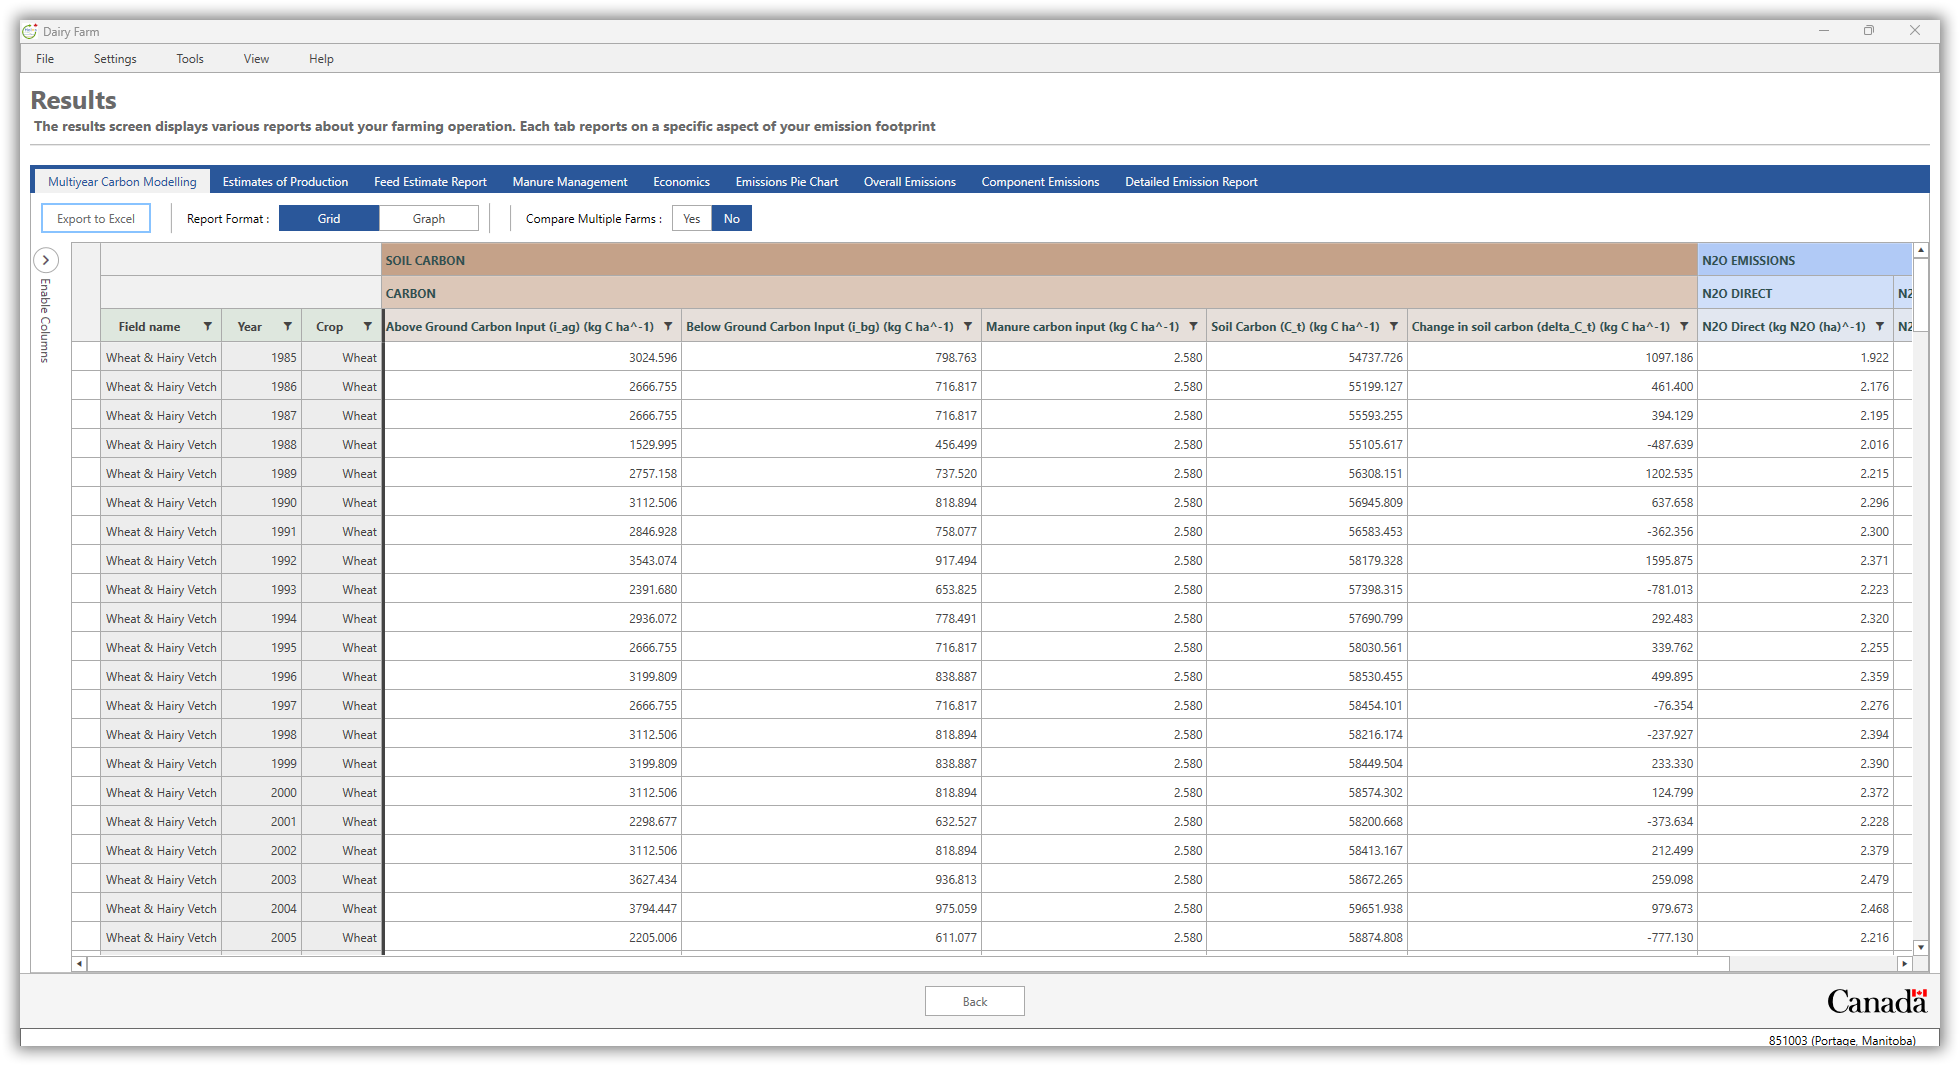 Dairy Farm
File Settings Tools View Help
Results
The results screen displays various reports about your farming operation. Each tab reports on a specific aspect of your emission footprint
Multiyear Carbon Modelling Estimates of Production Feed Estimate Report Manure Management Economics Emissions Pie Chart Overall Emissions Component Emissions Detailed Emission Report
Export to Excel Report Format : Grid Graph Compare Multiple Farms : Yes No
Enable Columns
SOIL CARBON N2O EMISSIONS
CARBON N2O DIRECT N2
Field name Year Crop Above Ground Carbon Input (i_ag) (kg C ha^-1) Below Ground Carbon Input (i_bg) (kg C ha^-1) Manure carbon input (kg C ha^-1) Soil Carbon (C_t) (kg C ha^-1) Change in soil carbon (delta_C_t) (kg C ha^-1) N2O Direct (kg N2O (ha)^-1) N2
Wheat & Hairy Vetch 1985 Wheat 3024.596 798.763 2.580 54737.726 1097.186 1.922
Wheat & Hairy Vetch 1986 Wheat 2666.755 716.817 2.580 55199.127 461.400 2.176
Wheat & Hairy Vetch 1987 Wheat 2666.755 716.817 2.580 55593.255 394.129 2.195
Wheat & Hairy Vetch 1988 Wheat 1529.995 456.499 2.580 55105.617 -487.639 2.016
Wheat & Hairy Vetch 1989 Wheat 2757.158 737.520 2.580 56308.151 1202.535 2.215
Wheat & Hairy Vetch 1990 Wheat 3112.506 818.894 2.580 56945.809 637.658 2.296
Wheat & Hairy Vetch 1991 Wheat 2846.928 758.077 2.580 56583.453 -362.356 2.300
Wheat & Hairy Vetch 1992 Wheat 3543.074 917.494 2.580 58179.328 1595.875 2.371
Wheat & Hairy Vetch 1993 Wheat 2391.680 653.825 2.580 57398.315 -781.013 2.223
Wheat & Hairy Vetch 1994 Wheat 2936.072 778.491 2.580 57690.799 292.483 2.320
Wheat & Hairy Vetch 1995 Wheat 2666.755 716.817 2.580 58030.561 339.762 2.255
Wheat & Hairy Vetch 1996 Wheat 3199.809 838.887 2.580 58530.455 499.895 2.359
Wheat & Hairy Vetch 1997 Wheat 2666.755 716.817 2.580 58454.101 -76.354 2.276
Wheat & Hairy Vetch 1998 Wheat 3112.506 818.894 2.580 58216.174 -237.927 2.394
Wheat & Hairy Vetch 1999 Wheat 3199.809 838.887 2.580 58449.504 233.330 2.390
Wheat & Hairy Vetch 2000 Wheat 3112.506 818.894 2.580 58574.302 124.799 2.372
Wheat & Hairy Vetch 2001 Wheat 2298.677 632.527 2.580 58200.668 -373.634 2.228
Wheat & Hairy Vetch 2002 Wheat 3112.506 818.894 2.580 58413.167 212.499 2.379
Wheat & Hairy Vetch 2003 Wheat 3627.434 936.813 2.580 58672.265 259.098 2.479
Wheat & Hairy Vetch 2004 Wheat 3794.447 975.059 2.580 59651.938 979.673 2.468
Wheat & Hairy Vetch 2005 Wheat 2205.006 611.077 2.580 58874.808 -777.130 2.216
Back
Canada
851003 (Portage, Manitoba)